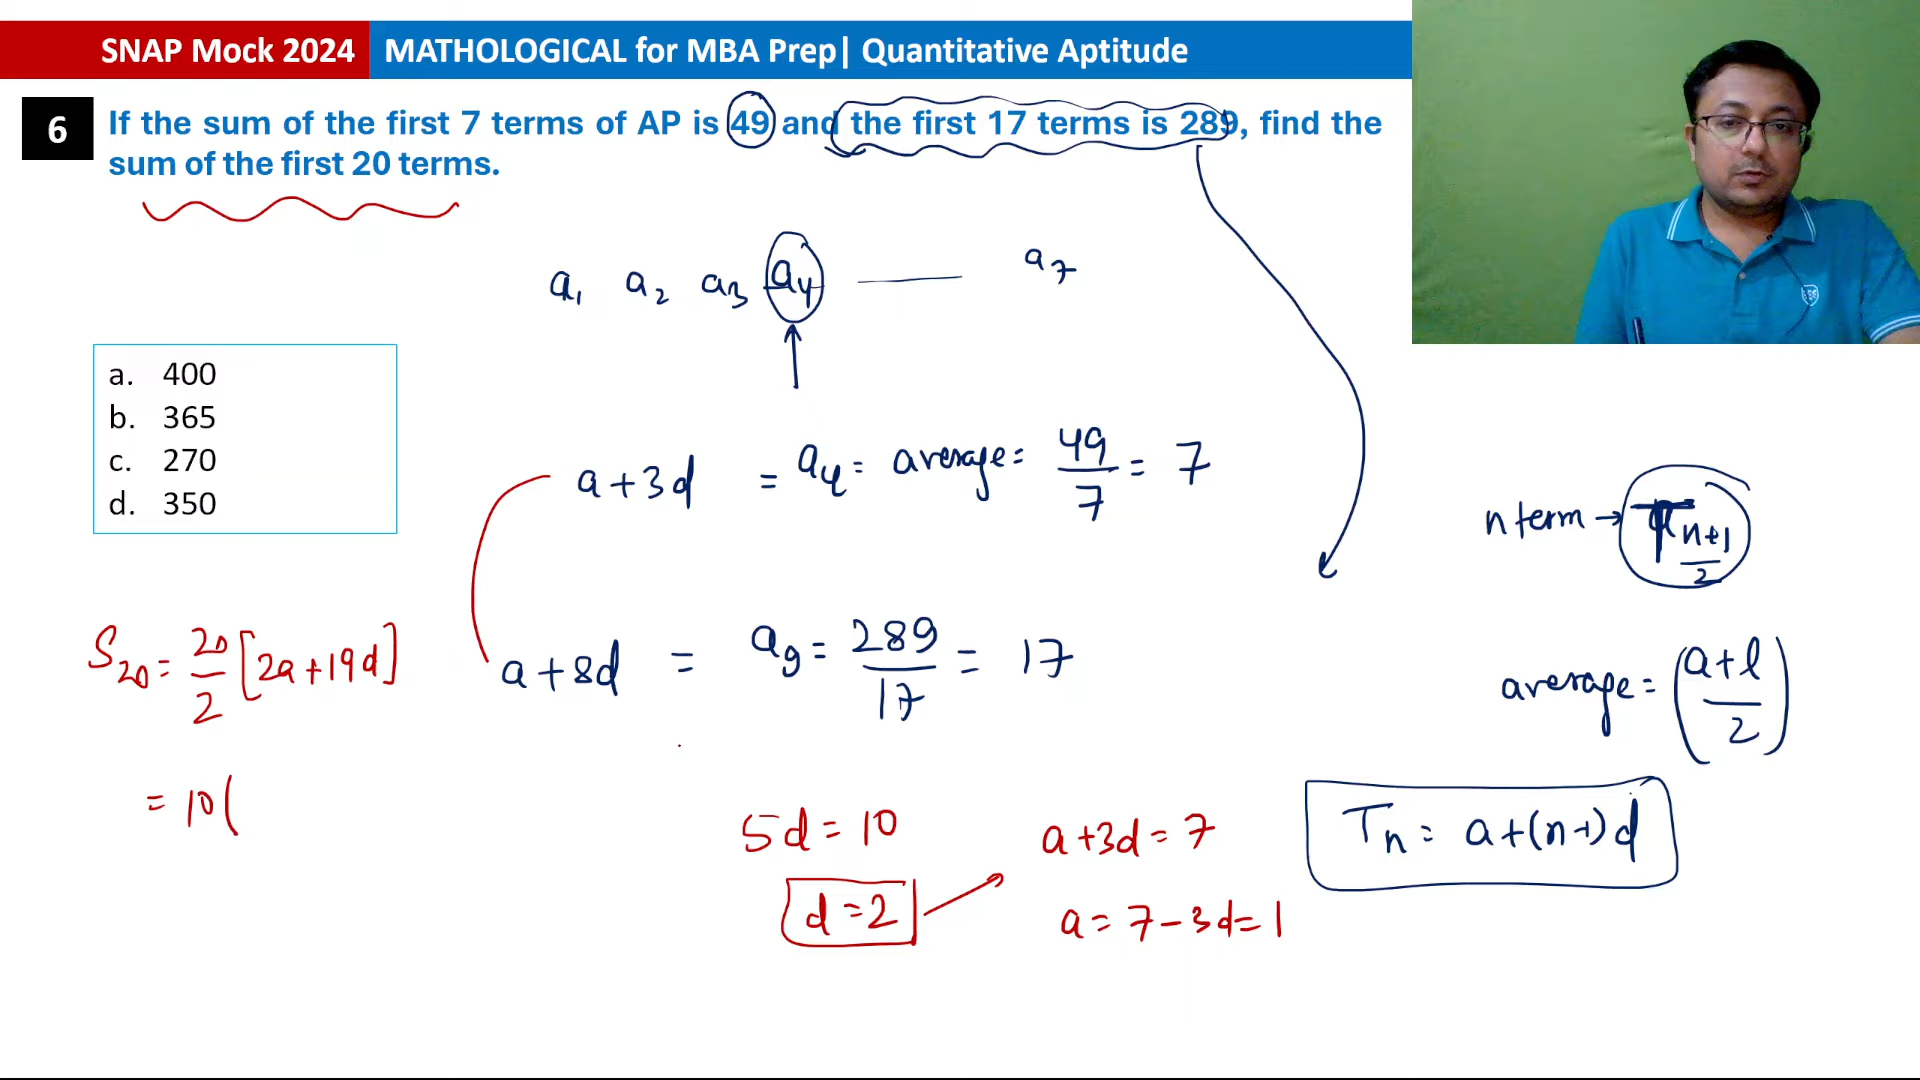 SNAP Mock 2024 MATHOLOGICAL for MBA Prep| Quantitative Aptitude
6 If the sum of the first 7 terms of AP is 49 and the first 17 terms is 289, find the
sum of the first 20 terms.
a₁ a₂ a₃ a₄ —— a₇
a. 400
b. 365
c. 270
d. 350
a+3d = a₄ = average = 49/7 = 7
n term → T n+1/2
S₂₀ = 20/2 [2a+19d]
a+8d = a₉ = 289/17 = 17
average = (a+l/2)
= 10(
5d = 10
a+3d = 7
Tₙ = a+(n-1)d
d = 2
a = 7-3d = 1